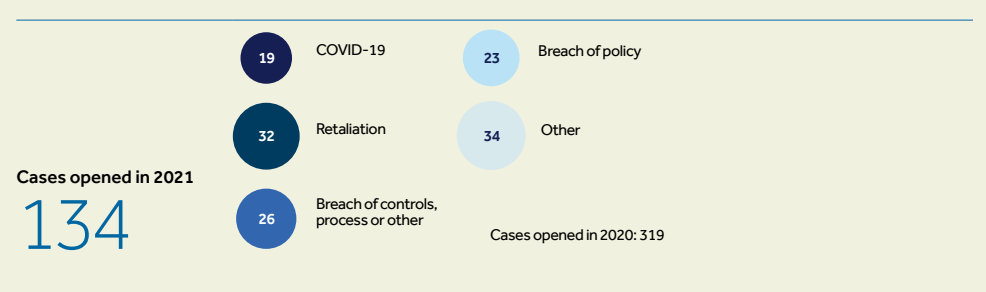 Cases opened in 2021
134
19
COVID-19
32
Retaliation
26
Breach of controls,
process or other
23
Breach of policy
34
Other
Cases opened in 2020: 319